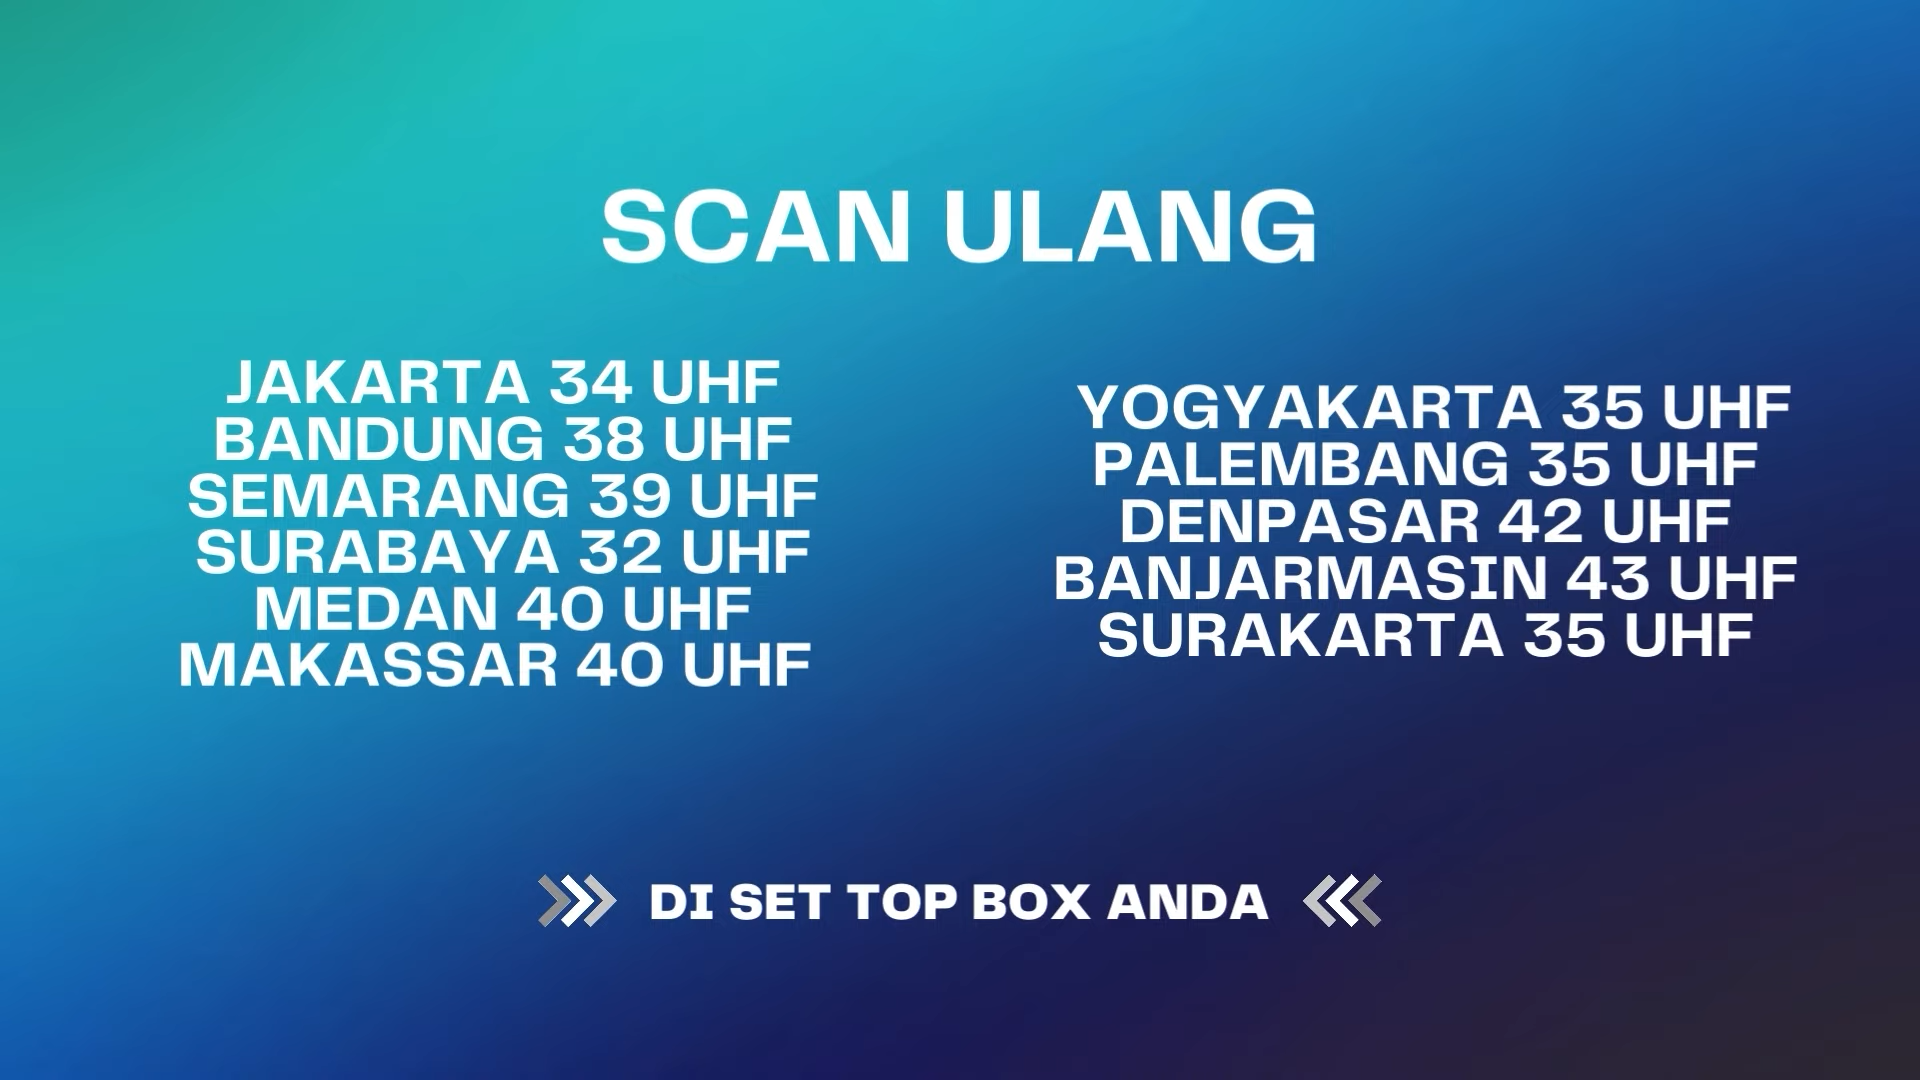 SCAN ULANG
JAKARTA 34 UHF
BANDUNG 38 UHF
SEMARANG 39 UHF
SURABAYA 32 UHF
MEDAN 40 UHF
MAKASSAR 40 UHF
YOGYAKARTA 35 UHF
PALEMBANG 35 UHF
DENPASAR 42 UHF
BANJARMASIN 43 UHF
SURAKARTA 35 UHF
DI SET TOP BOX ANDA